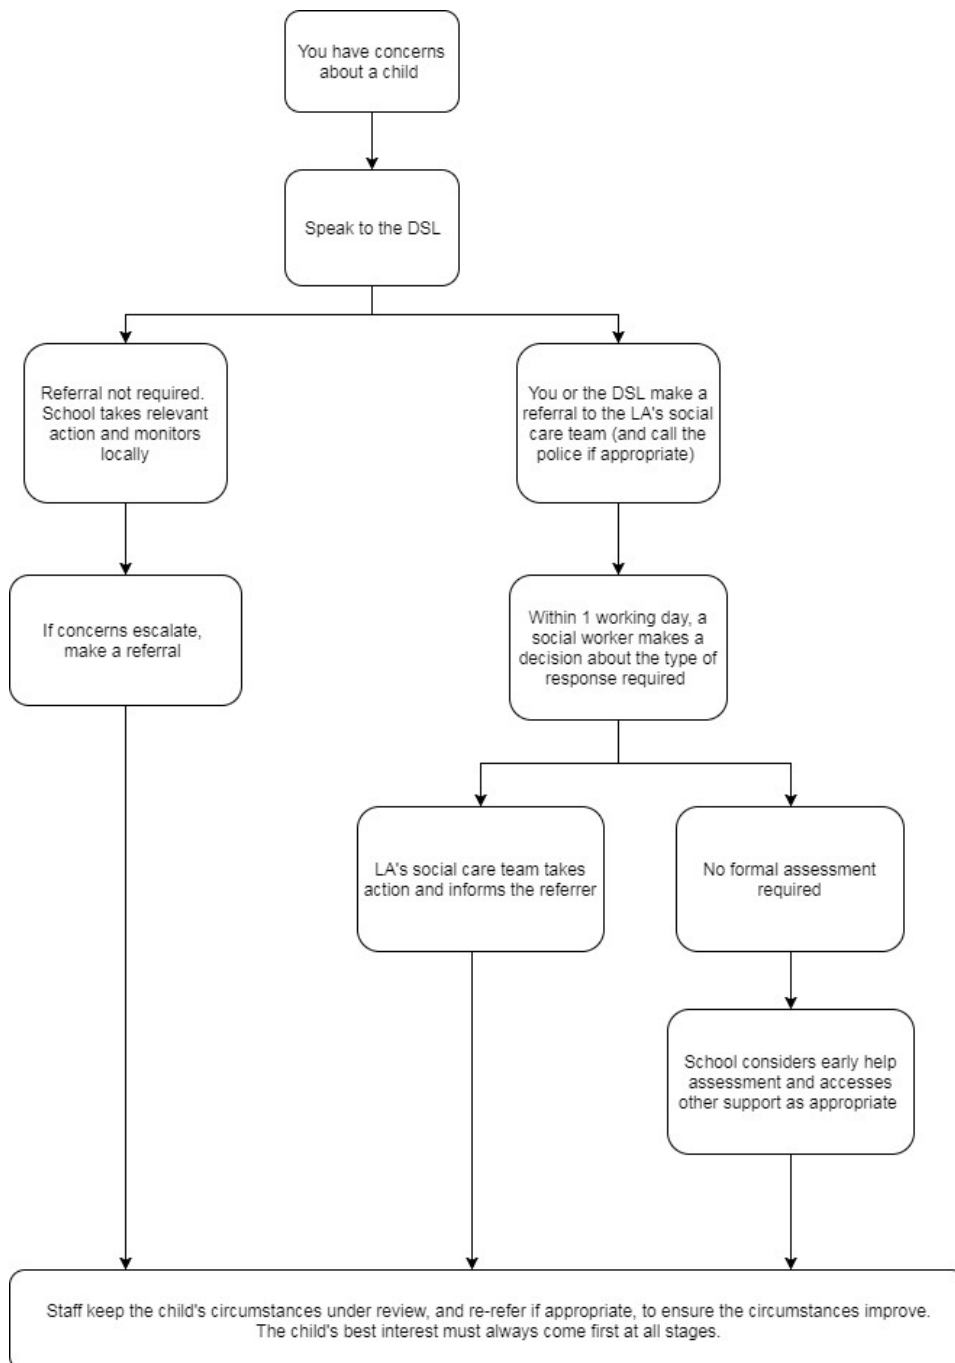 You have concerns
about a child
Speak to the DSL
Referral not required.
School takes relevant
action and monitors
locally
You or the DSL make a
referral to the LA's social
care team (and call the
police if appropriate)
If concerns escalate,
make a referral
Within 1 working day, a
social worker makes a
decision about the type of
response required
LA's social care team takes
action and informs the referrer
No formal assessment
required
School considers early help
assessment and accesses
other support as appropriate
Staff keep the child's circumstances under review, and re-refer if appropriate, to ensure the circumstances improve.
The child's best interest must always come first at all stages.